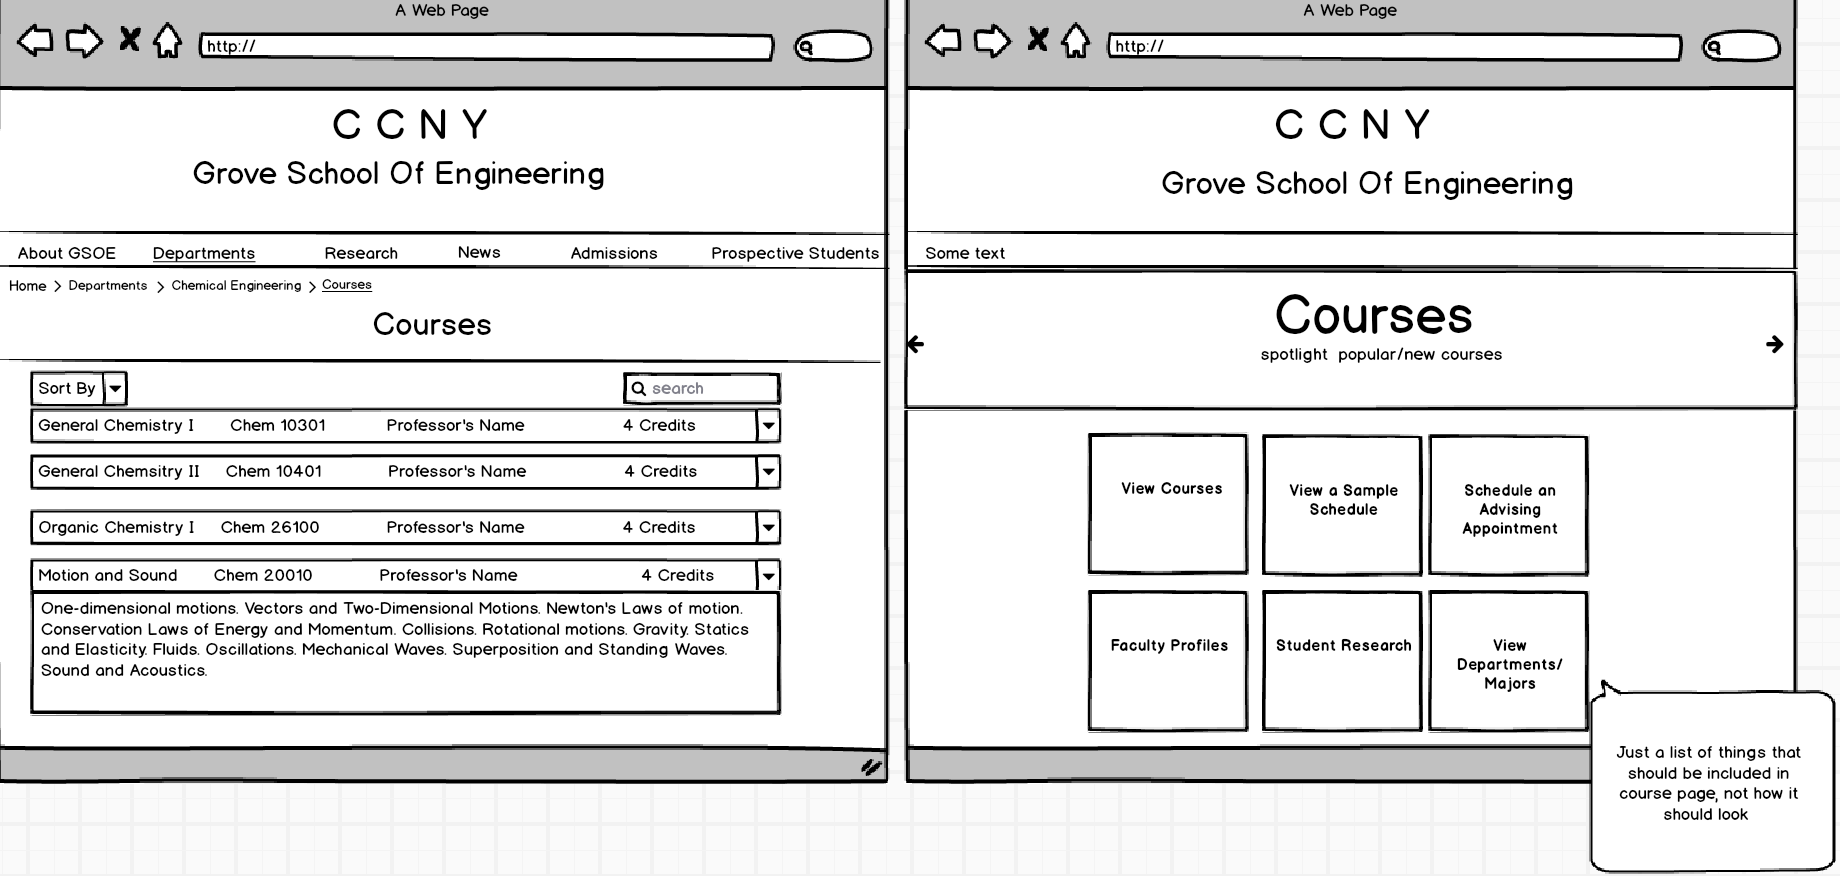 A Web Page
http://
C C N Y
Grove School Of Engineering
About GSOE Departments Research News Admissions Prospective Students
Home Departments Chemical Engineering Courses
Courses
Sort By search
General Chemistry I Chem 10301 Professor's Name 4 Credits
General Chemsitry II Chem 10401 Professor's Name 4 Credits
Organic Chemistry I Chem 26100 Professor's Name 4 Credits
Motion and Sound Chem 20010 Professor's Name 4 Credits
One-dimensional motions. Vectors and Two-Dimensional Motions. Newton's Laws of motion.
Conservation Laws of Energy and Momentum. Collisions. Rotational motions. Gravity. Statics
and Elasticity. Fluids. Oscillations. Mechanical Waves. Superposition and Standing Waves.
Sound and Acoustics.
A Web Page
http://
C C N Y
Grove School Of Engineering
Some text
Courses
spotlight popular/new courses
View Courses
View a Sample
Schedule
Schedule an
Advising
Appointment
Faculty Profiles
Student Research
View
Departments/
Majors
Just a list of things that
should be included in
course page, not how it
should look